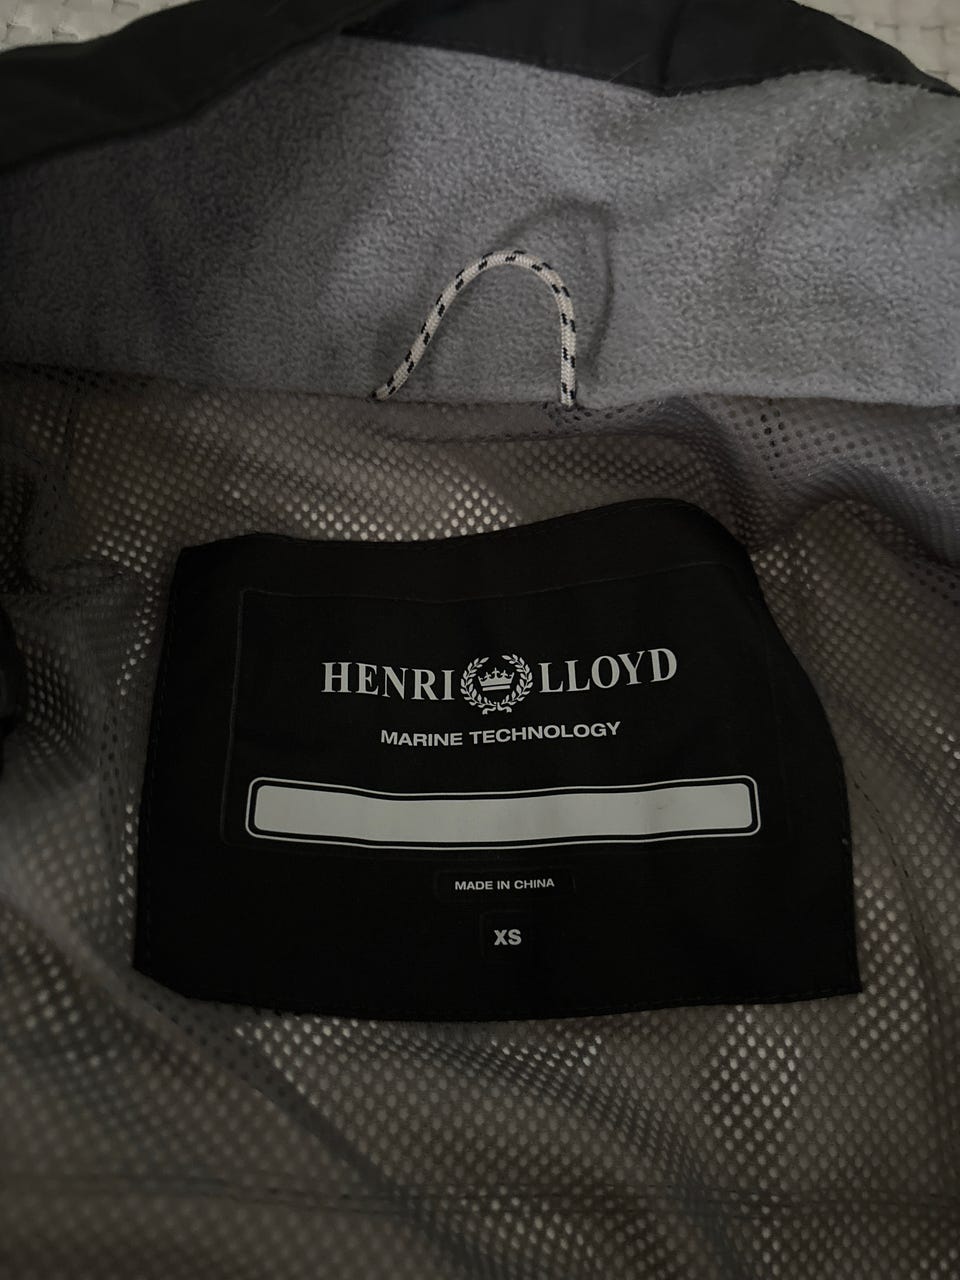 HENRI LLOYD
MARINE TECHNOLOGY
MADE IN CHINA
XS